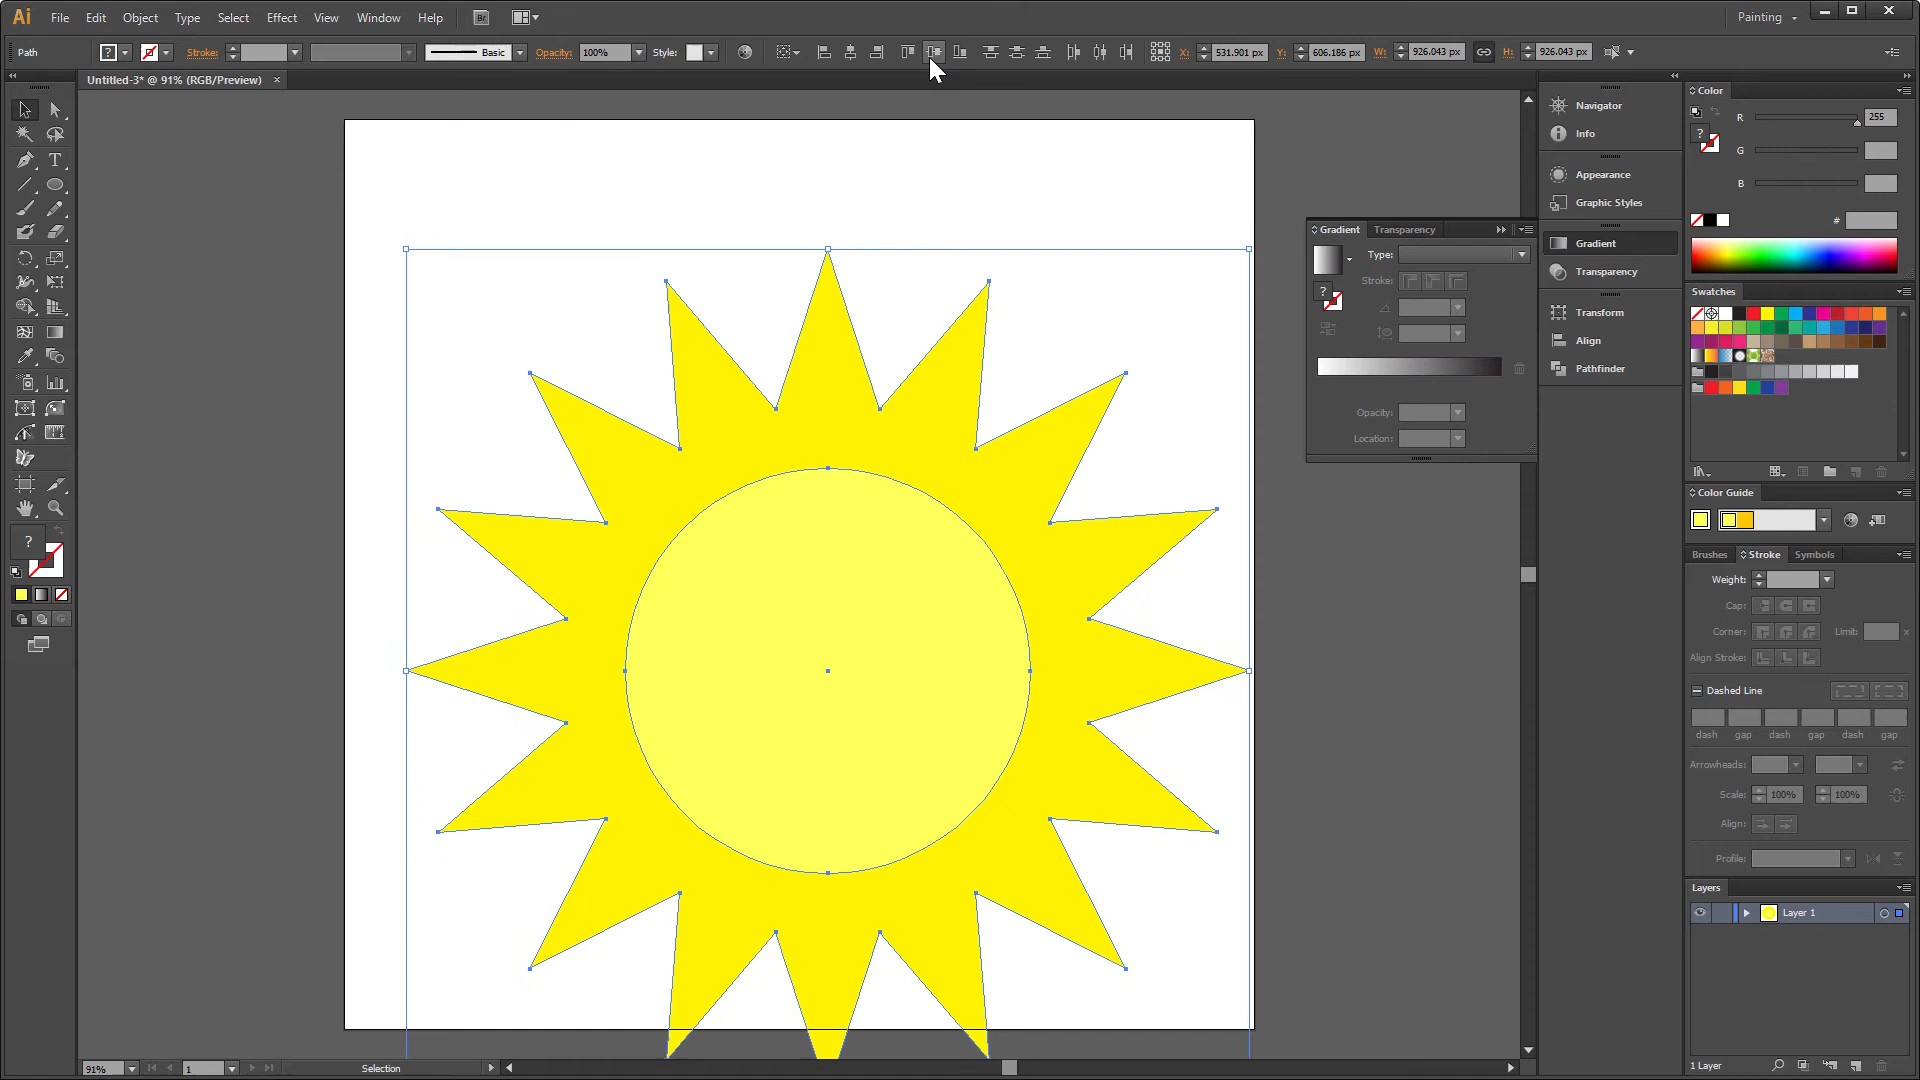 Ai File Edit Object Type Select Effect View Window Help Br Painting
Path ? Stroke: Basic Opacity: 100% Style: X: 531.901 px Y: 606.186 px W: 926.043 px H: 926.043 px
Untitled-3* @ 91% (RGB/Preview) ×
T
?
91% 1 Selection
Gradient Transparency
Type:
Stroke:
?
Opacity:
Location:
Navigator
Info
Appearance
Graphic Styles
Gradient
Transparency
Transform
Align
Pathfinder
Color
R 255
? G
B
#
Swatches
Color Guide
Brushes Stroke Symbols
Weight:
Cap:
Corner: Limit: x
Align Stroke:
Dashed Line
dash gap dash gap dash gap
Arrowheads:
Scale: 100% 100%
Align:
Profile:
Layers
Layer 1
1 Layer